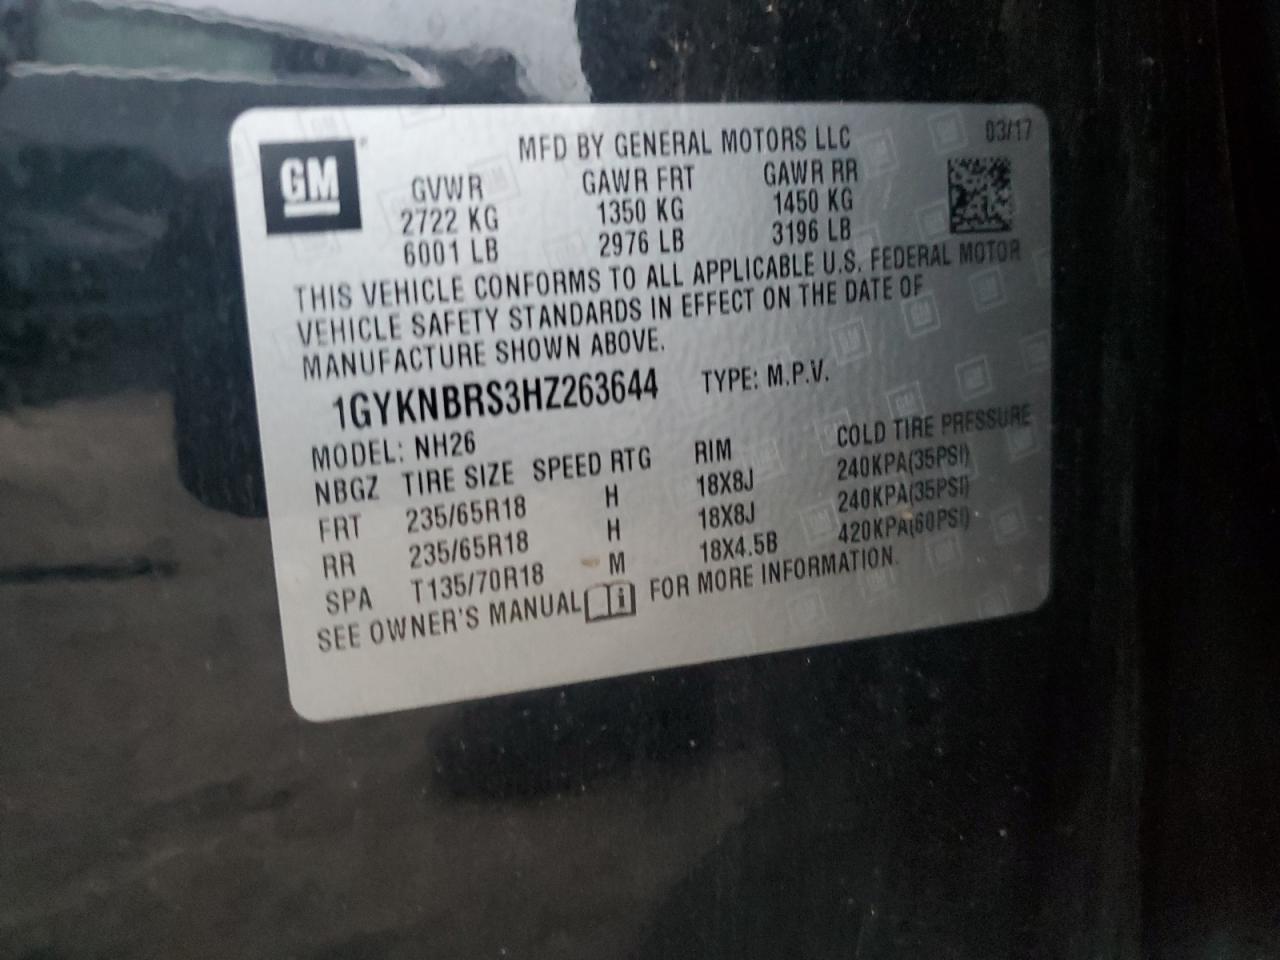 GM
MFD BY GENERAL MOTORS LLC 03/17
GVWR GAWR FRT GAWR RR
2722 KG 1350 KG 1450 KG
6001 LB 2976 LB 3196 LB
THIS VEHICLE CONFORMS TO ALL APPLICABLE U.S. FEDERAL MOTOR
VEHICLE SAFETY STANDARDS IN EFFECT ON THE DATE OF
MANUFACTURE SHOWN ABOVE.
1GYKNBRS3HZ263644 TYPE: M.P.V.
MODEL: NH26
NBGZ TIRE SIZE SPEED RTG RIM COLD TIRE PRESSURE
FRT 235/65R18 H 18X8J 240KPA(35PSI)
RR 235/65R18 H 18X8J 240KPA(35PSI)
SPA T135/70R18 M 18X4.5B 420KPA(60PSI)
SEE OWNER'S MANUAL i FOR MORE INFORMATION.